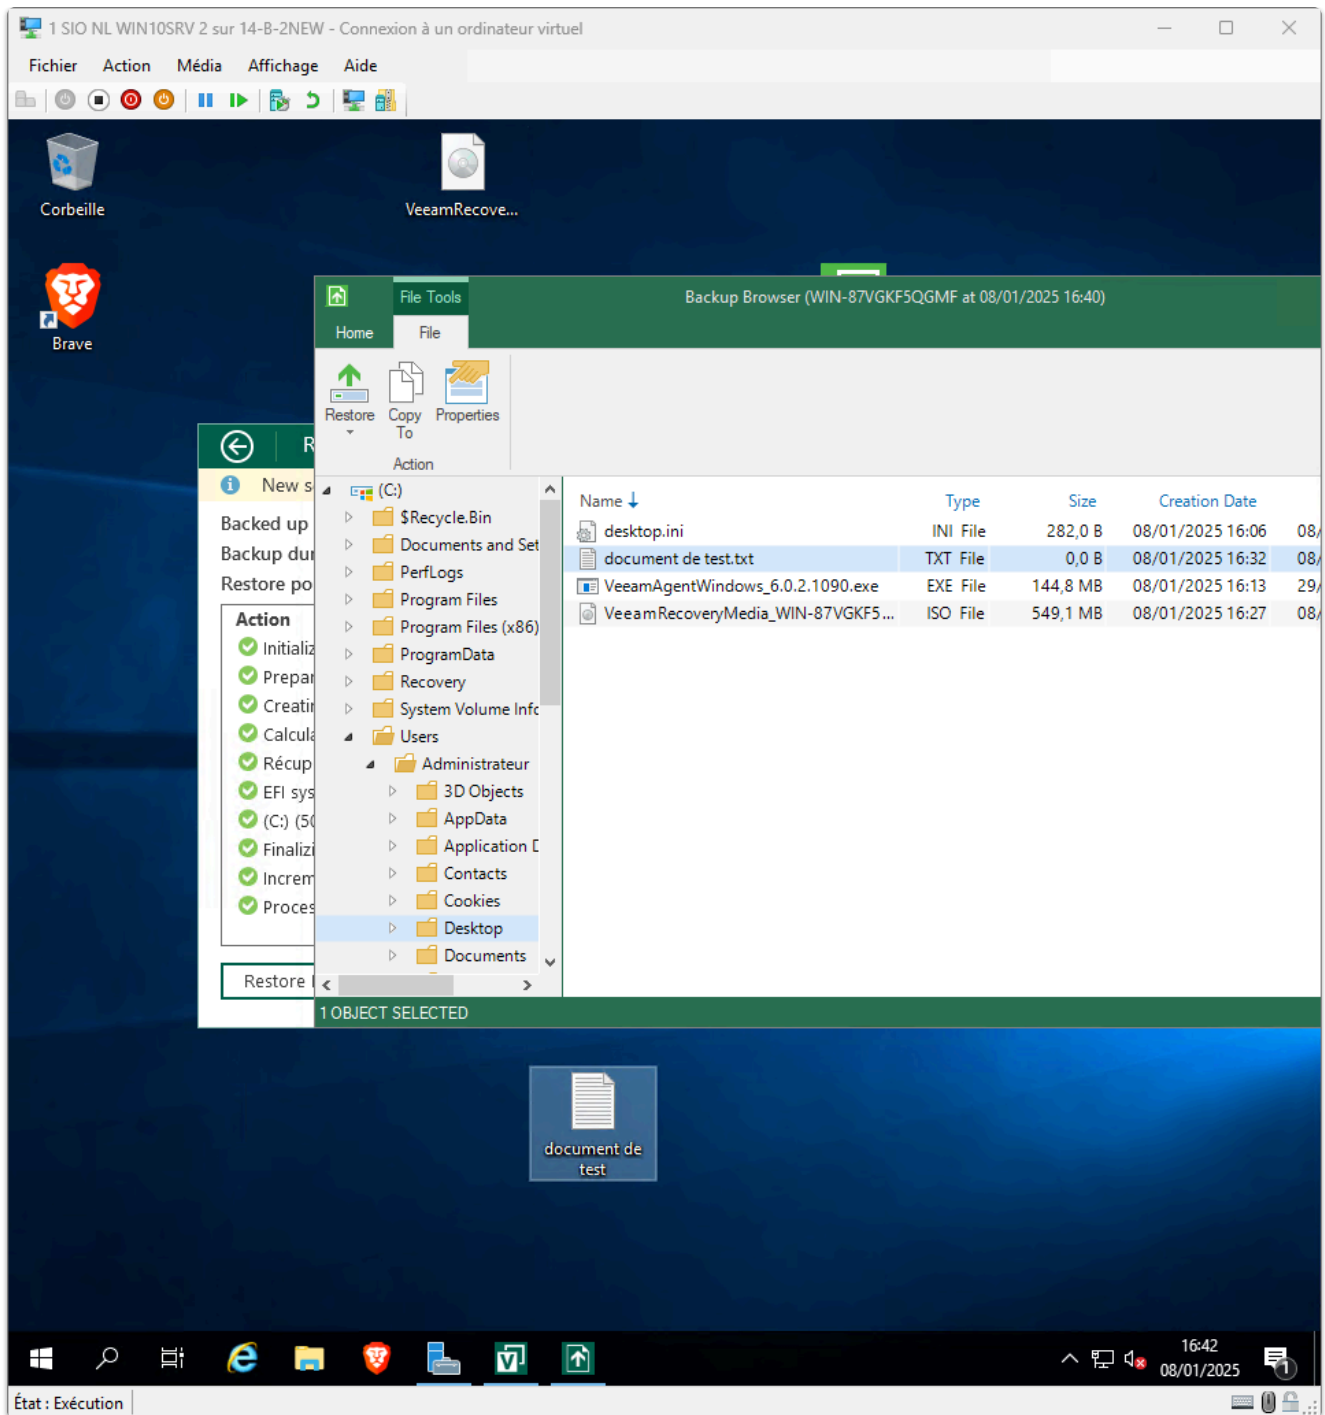 1 SIO NL WIN10SRV 2 sur 14-B-2NEW - Connexion à un ordinateur virtuel
Fichier Action Média Affichage Aide
Corbeille
VeeamRecove...
Brave
File Tools
Backup Browser (WIN-87VGKF5QGMF at 08/01/2025 16:40)
Home File
Restore
Copy To
Properties
Action
R
New s
Backed up
Backup dur
Restore po
Action
Initializ
Prepar
Creatin
Calcula
Récup
EFI sys
(C:) (50
Finalizi
Increm
Proces
Restore
(C:)
$Recycle.Bin
Documents and Set
PerfLogs
Program Files
Program Files (x86)
ProgramData
Recovery
System Volume Info
Users
Administrateur
3D Objects
AppData
Application D
Contacts
Cookies
Desktop
Documents
Name Type Size Creation Date
desktop.ini INI File 282,0 B 08/01/2025 16:06 08/
document de test.txt TXT File 0,0 B 08/01/2025 16:32 08/
VeeamAgentWindows_6.0.2.1090.exe EXE File 144,8 MB 08/01/2025 16:13 29/
VeeamRecoveryMedia_WIN-87VGKF5... ISO File 549,1 MB 08/01/2025 16:27 08/
1 OBJECT SELECTED
document de
test
16:42
08/01/2025
1
État : Exécution